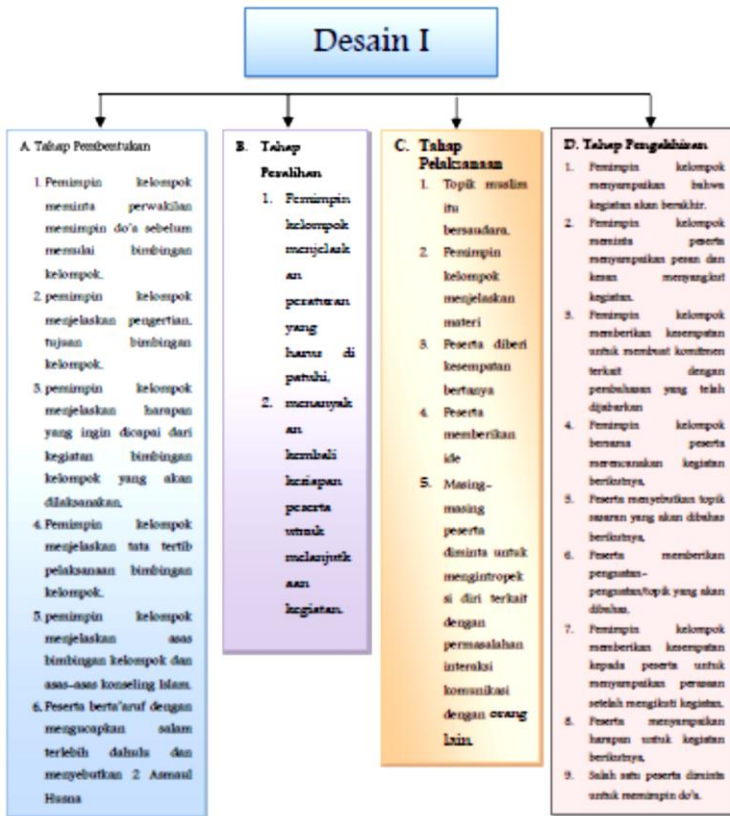 Desain I
A. Tahap Pembentukan
1. Pemimpin kelompok
meminta perwakilan
memimpin do'a sebelum
memulai bimbingan
kelompok.
2. pemimpin kelompok
menjelaskan pengertian,
tujuan bimbingan
kelompok.
3. pemimpin kelompok
menjelaskan harapan
yang ingin dicapai dari
kegiatan bimbingan
kelompok yang akan
dilaksanakan,
4. Pemimpin kelompok
menjelaskan tata tertib
pelaksanaan bimbingan
kelompok.
5. pemimpin kelompok
menjelaskan asas
bimbingan kelompok dan
asas-asas konseling Islam.
6. Peserta berta'aruf dengan
mengucapkan salam
terlebih dahulu dan
menyebutkan 2 Asmaul
Husna
B. Tahap
Peralihan
1. Pemimpin
kelompok
menjelask
an
peraturan
yang
harus di
patuhi,
2. menanyak
an
kembali
kesiapan
peserta
untuk
melanjutk
aan
kegiatan.
C. Tahap
Pelaksanaan
1. Topik muslim
itu
bersaudara.
2. Pemimpin
kelompok
menjelaskan
materi
3. Peserta diberi
kesempatan
bertanya
4. Peserta
memberikan
ide
5. Masing-
masing
peserta
diminta untuk
mengintropek
si diri terkait
dengan
permasalahan
interaksi
komunikasi
dengan orang
lain.
D. Tahap Pengakhiran
1. Pemimpin kelompok
menyampaikan bahwa
kegiatan akan berakhir.
2. Pemimpin kelompok
meminta peserta
menyampaikan pesan dan
kesan menyangkut
kegiatan.
3. Pemimpin kelompok
memberikan kesempatan
untuk membuat komitmen
terkait dengan
pembahasan yang telah
dijabarkan
4. Pemimpin kelompok
bersama peserta
merencanakan kegiatan
berikutnya,
5. Peserta menyebutkan topik
sasaran yang akan dibahas
berikutnya,
6. Peserta memberikan
penguatan-
penguatan/topik yang akan
dibahas.
7. Pemimpin kelompok
memberikan kesempatan
kepada peserta untuk
menyampaikan perasaan
setelah mengikuti kegiatan.
8. Peserta menyampaikan
harapan untuk kegiatan
berikutnya,
9. Salah satu peserta diminta
untuk memimpin do'a.